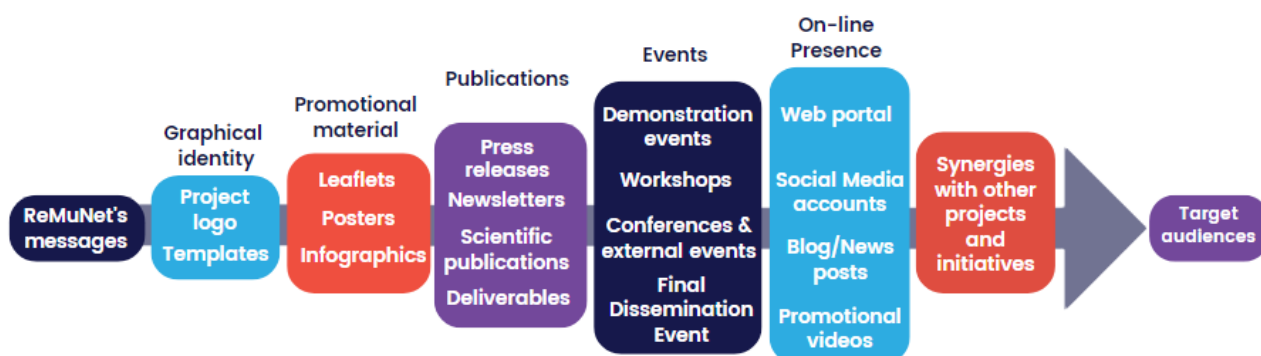 ReMuNet's
messages
Graphical
identity
Project
logo
Templates
Promotional
material
Leaflets
Posters
Infographics
Publications
Press
releases
Newsletters
Scientific
publications
Deliverables
Events
Demonstration
events
Workshops
Conferences &
external events
Final
Dissemination
Event
On-line
Presence
Web portal
Social Media
accounts
Blog/News
posts
Promotional
videos
Synergies
with other
projects
and
initiatives
Target
audiences